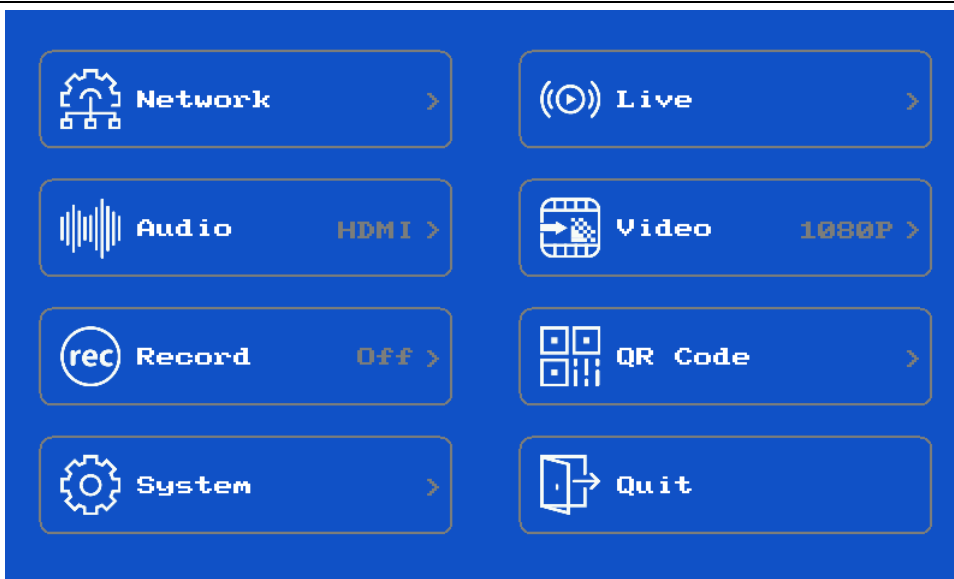 Network >
((▶)) Live >
Audio HDMI >
Video 1080P >
rec Record Off >
QR Code >
System >
Quit